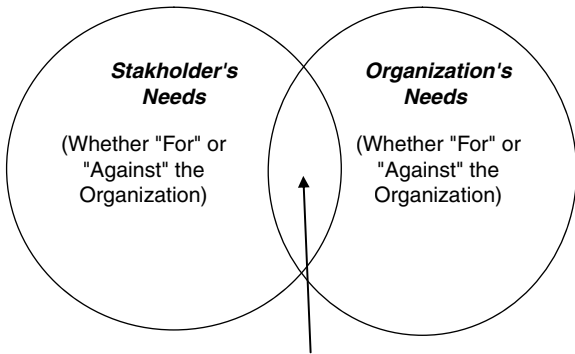 Stakholder's
Needs
(Whether "For" or
"Against" the
Organization)
Organization's
Needs
(Whether "For" or
"Against" the
Organization)